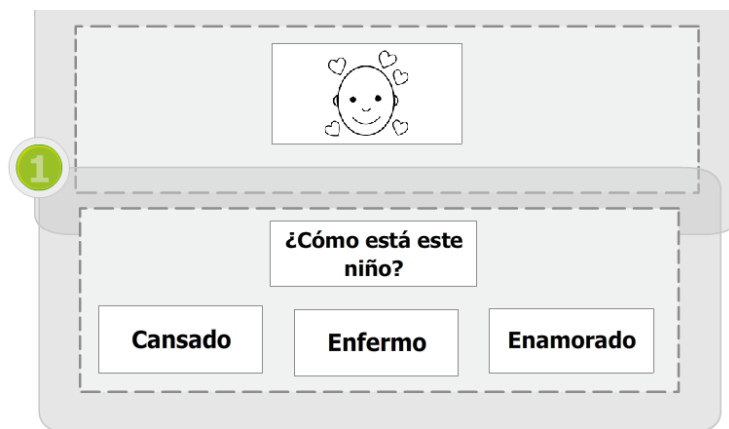 1
¿Cómo está este
niño?
Cansado
Enfermo
Enamorado